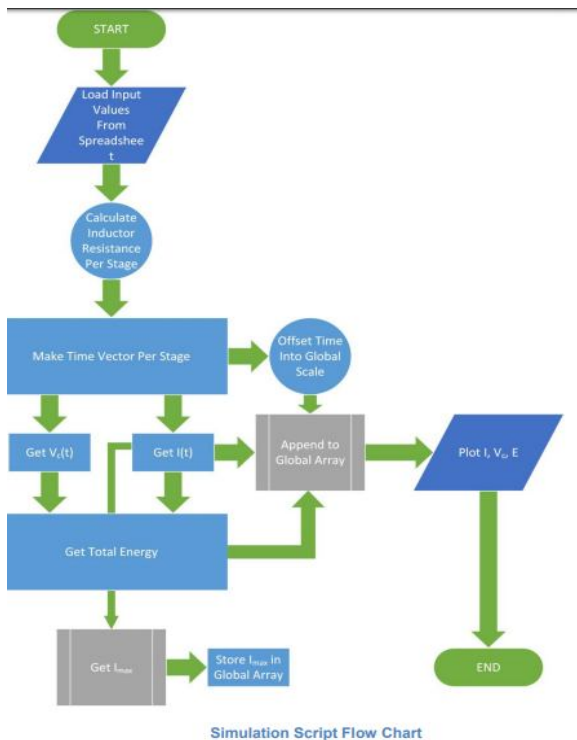 START
Load Input
Values
From
Spreadshee
t
Calculate
Inductor
Resistance
Per Stage
Make Time Vector Per Stage
Offset Time
Into Global
Scale
Get Vc(t)
Get I(t)
Append to
Global Array
Plot I, Vc, E
Get Total Energy
Get Imax
Store Imax in
Global Array
END
Simulation Script Flow Chart